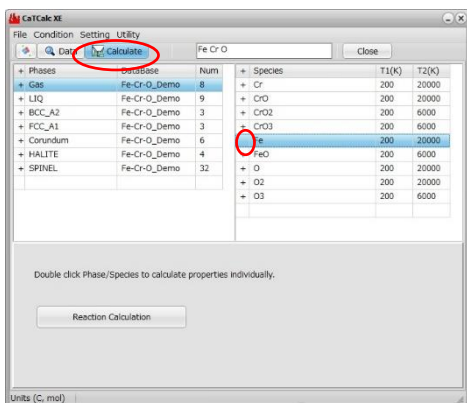 CaTCalc XE
File Condition Setting Utility
Data Calculate Fe Cr O Close
+ Phases DataBase Num + Species T1(K) T2(K)
+ Gas Fe-Cr-O_Demo 8 + Cr 200 20000
+ LIQ Fe-Cr-O_Demo 9 + CrO 200 20000
+ BCC_A2 Fe-Cr-O_Demo 3 + CrO2 200 6000
+ FCC_A1 Fe-Cr-O_Demo 3 + CrO3 200 6000
+ Corundum Fe-Cr-O_Demo 6 Fe 200 20000
+ HALITE Fe-Cr-O_Demo 4 FeO 200 6000
+ SPINEL Fe-Cr-O_Demo 32 + O 200 20000
+ O2 200 20000
+ O3 200 6000
Double click Phase/Species to calculate properties individually.
Reaction Calculation
Units (C, mol)